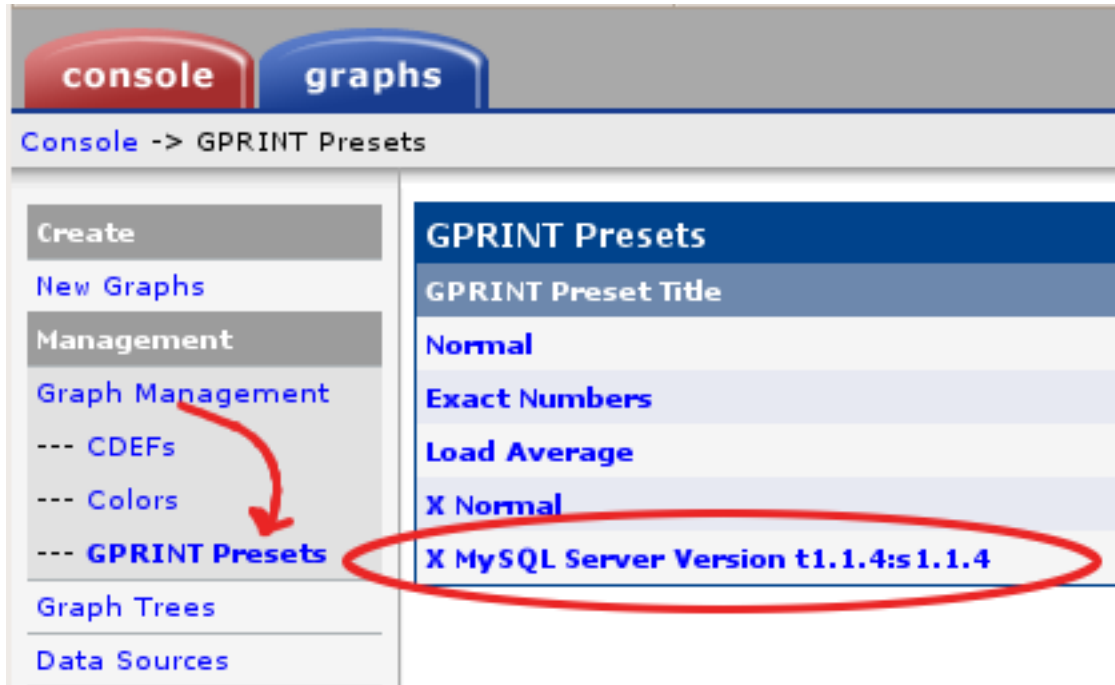 console graphs
Console -> GPRINT Presets
Create
New Graphs
Management
Graph Management
--- CDEFs
--- Colors
--- GPRINT Presets
Graph Trees
Data Sources
GPRINT Presets
GPRINT Preset Title
Normal
Exact Numbers
Load Average
X Normal
X MySQL Server Version t1.1.4:s1.1.4